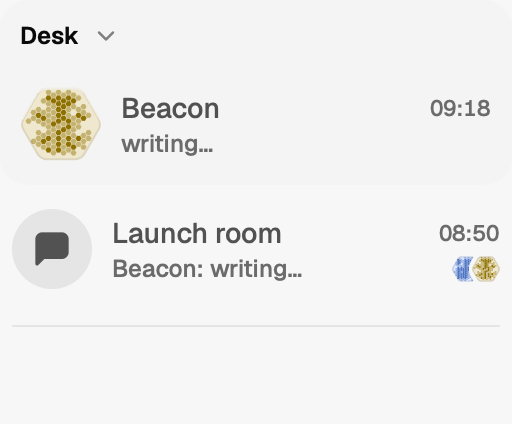 Desk
Beacon 09:18
writing...
Launch room 08:50
Beacon: writing...